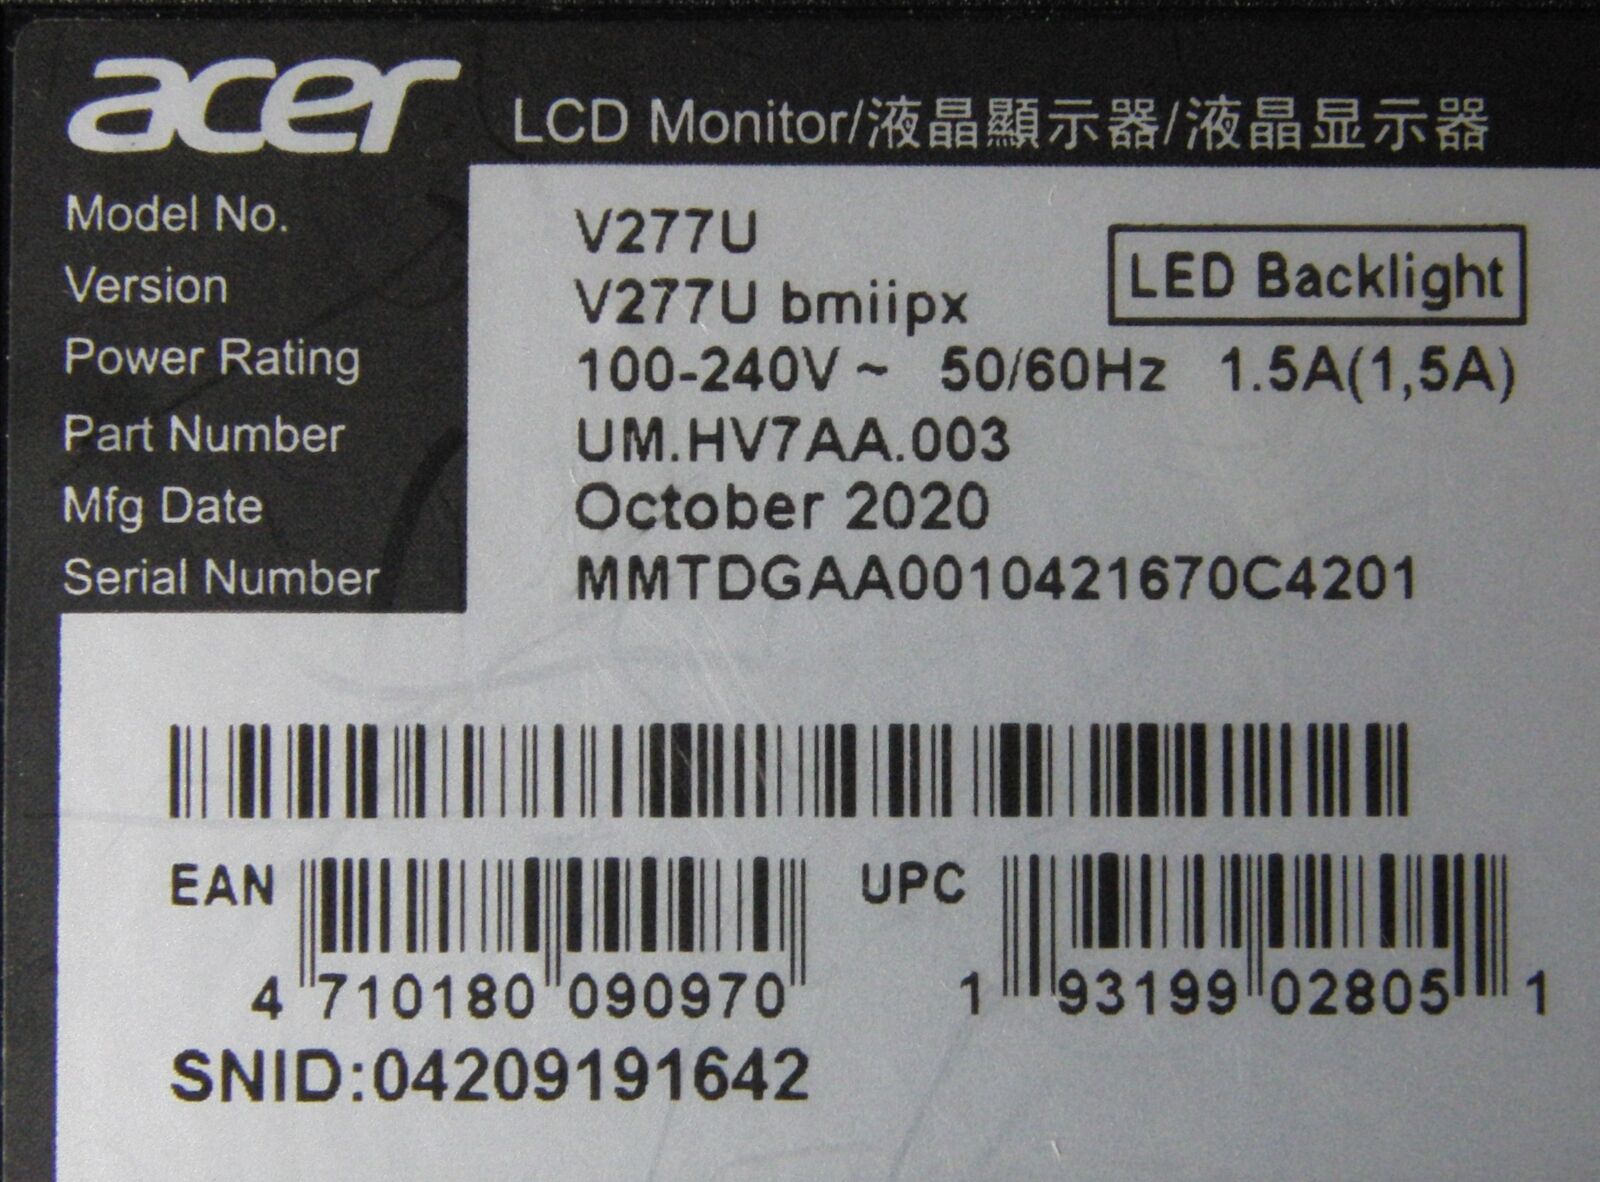 acer LCD Monitor/液晶顯示器/液晶显示器
Model No. V277U
Version V277U bmiipx
LED Backlight
Power Rating 100-240V ~ 50/60Hz 1.5A(1,5A)
Part Number UM.HV7AA.003
Mfg Date October 2020
Serial Number MMTDGAA0010421670C4201
EAN 4 710180 090970
UPC 1 93199 02805 1
SNID:04209191642